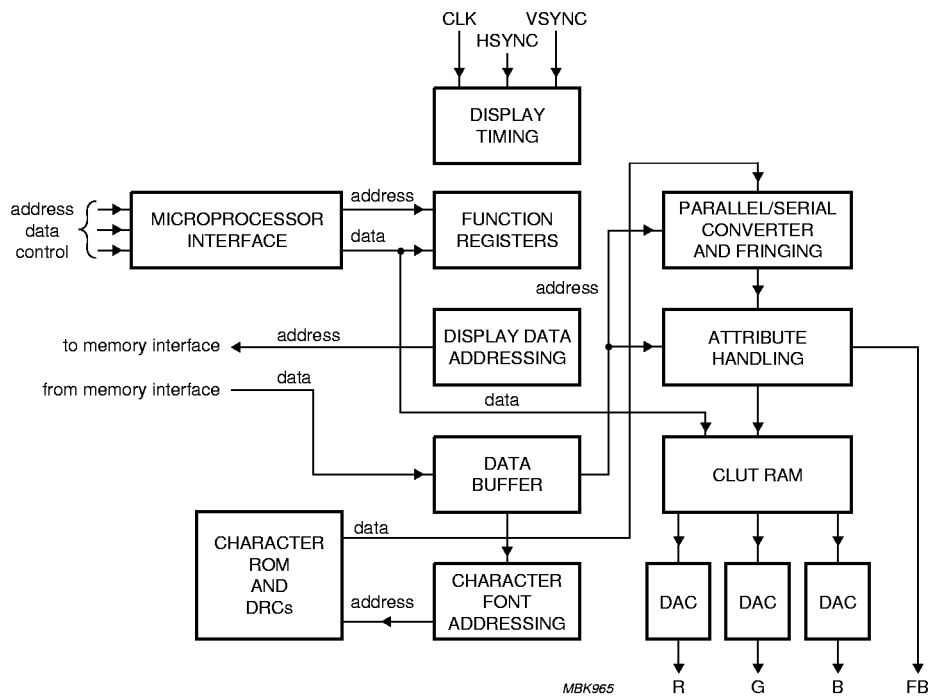 CLK VSYNC
HSYNC
DISPLAY
TIMING
address
data
control
MICROPROCESSOR
INTERFACE
address
data
FUNCTION
REGISTERS
PARALLEL/SERIAL
CONVERTER
AND FRINGING
address
to memory interface
address
DISPLAY DATA
ADDRESSING
ATTRIBUTE
HANDLING
from memory interface
data
data
DATA
BUFFER
CLUT RAM
CHARACTER
ROM
AND
DRCs
data
address
CHARACTER
FONT
ADDRESSING
DAC DAC DAC
MBK965
R G B FB